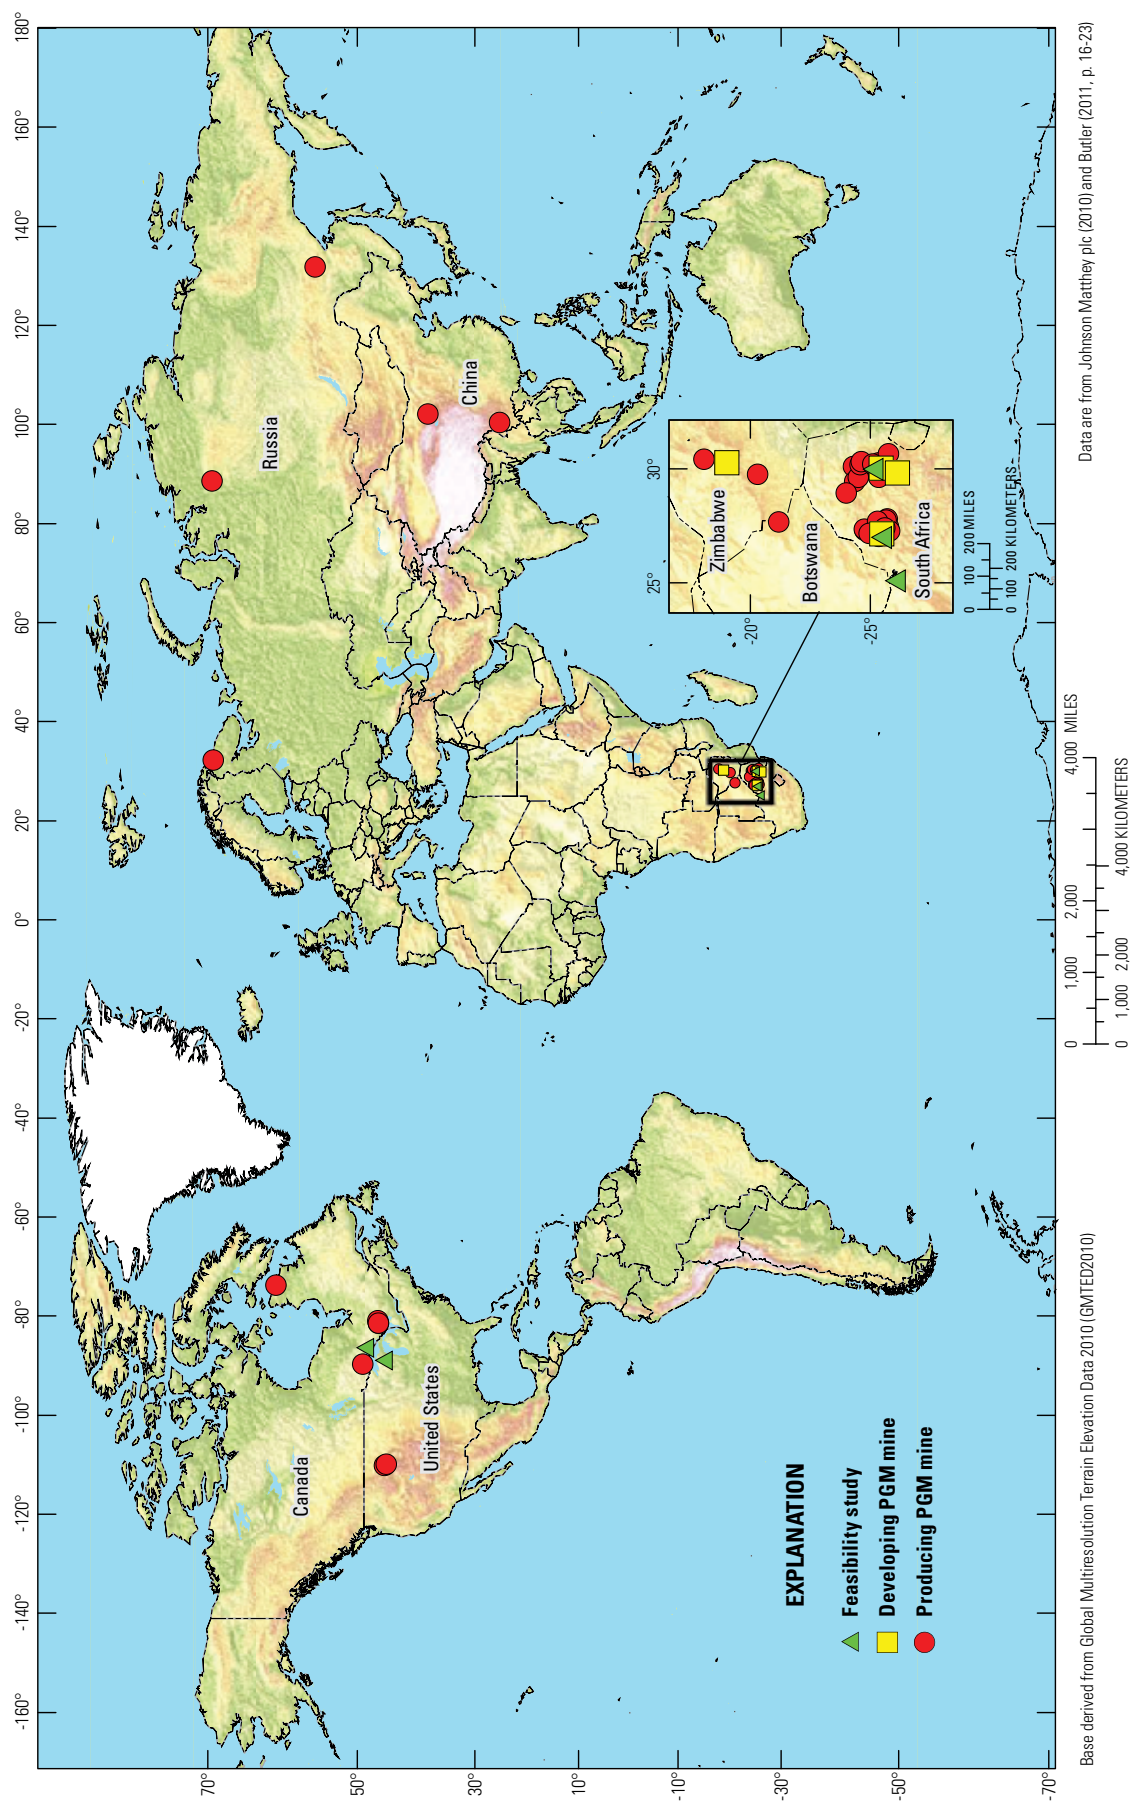 -160°
-140°
-120°
-100°
-80°
-60°
-40°
-20°
0°
20°
40°
60°
80°
100°
120°
140°
160°
180°
70°
50°
30°
10°
-10°
-30°
-50°
-70°
Canada
United States
Russia
China
25°
30°
-20°
-25°
Zimbabwe
Botswana
South Africa
0 100 200 MILES
0 100 200 KILOMETERS
EXPLANATION
Feasibility study
Developing PGM mine
Producing PGM mine
0 1,000 2,000 4,000 MILES
0 1,000 2,000 4,000 KILOMETERS
Base derived from Global Multiresolution Terrain Elevation Data 2010 (GMTED2010)
Data are from Johnson Matthey plc (2010) and Butler (2011, p. 16-23)